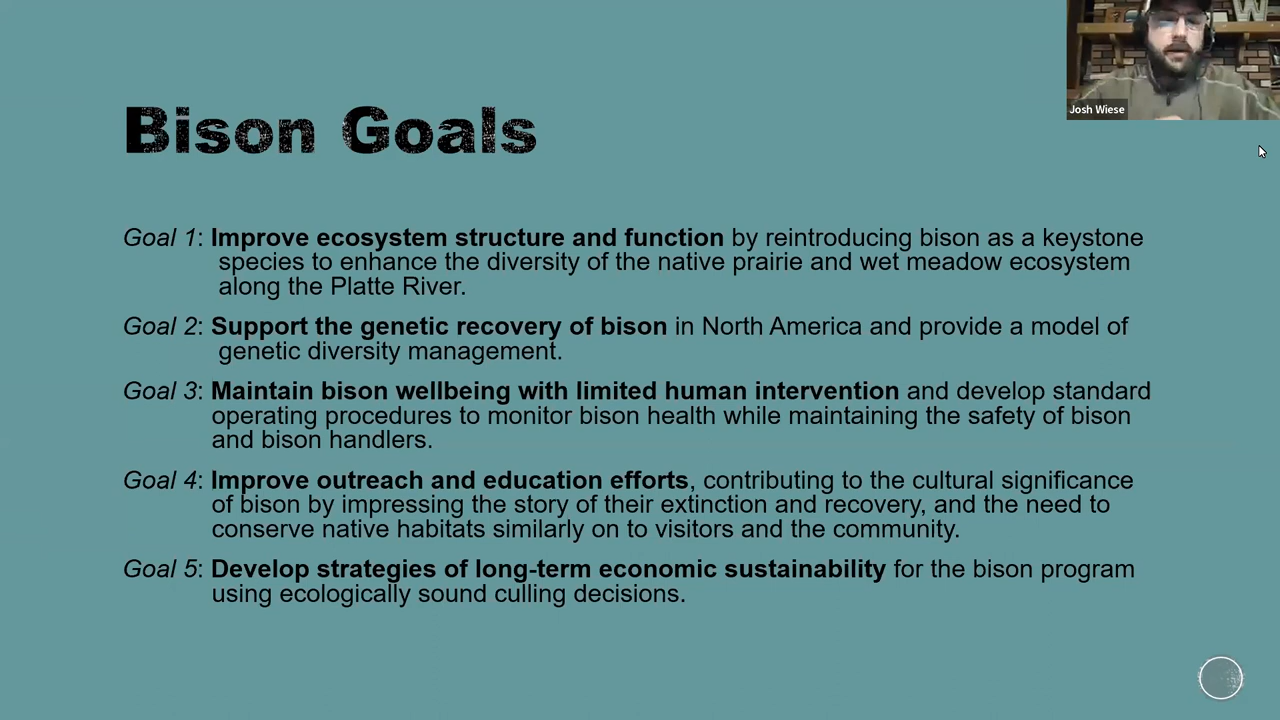 Josh Wiese
Bison Goals
Goal 1: Improve ecosystem structure and function by reintroducing bison as a keystone
species to enhance the diversity of the native prairie and wet meadow ecosystem
along the Platte River.
Goal 2: Support the genetic recovery of bison in North America and provide a model of
genetic diversity management.
Goal 3: Maintain bison wellbeing with limited human intervention and develop standard
operating procedures to monitor bison health while maintaining the safety of bison
and bison handlers.
Goal 4: Improve outreach and education efforts, contributing to the cultural significance
of bison by impressing the story of their extinction and recovery, and the need to
conserve native habitats similarly on to visitors and the community.
Goal 5: Develop strategies of long-term economic sustainability for the bison program
using ecologically sound culling decisions.